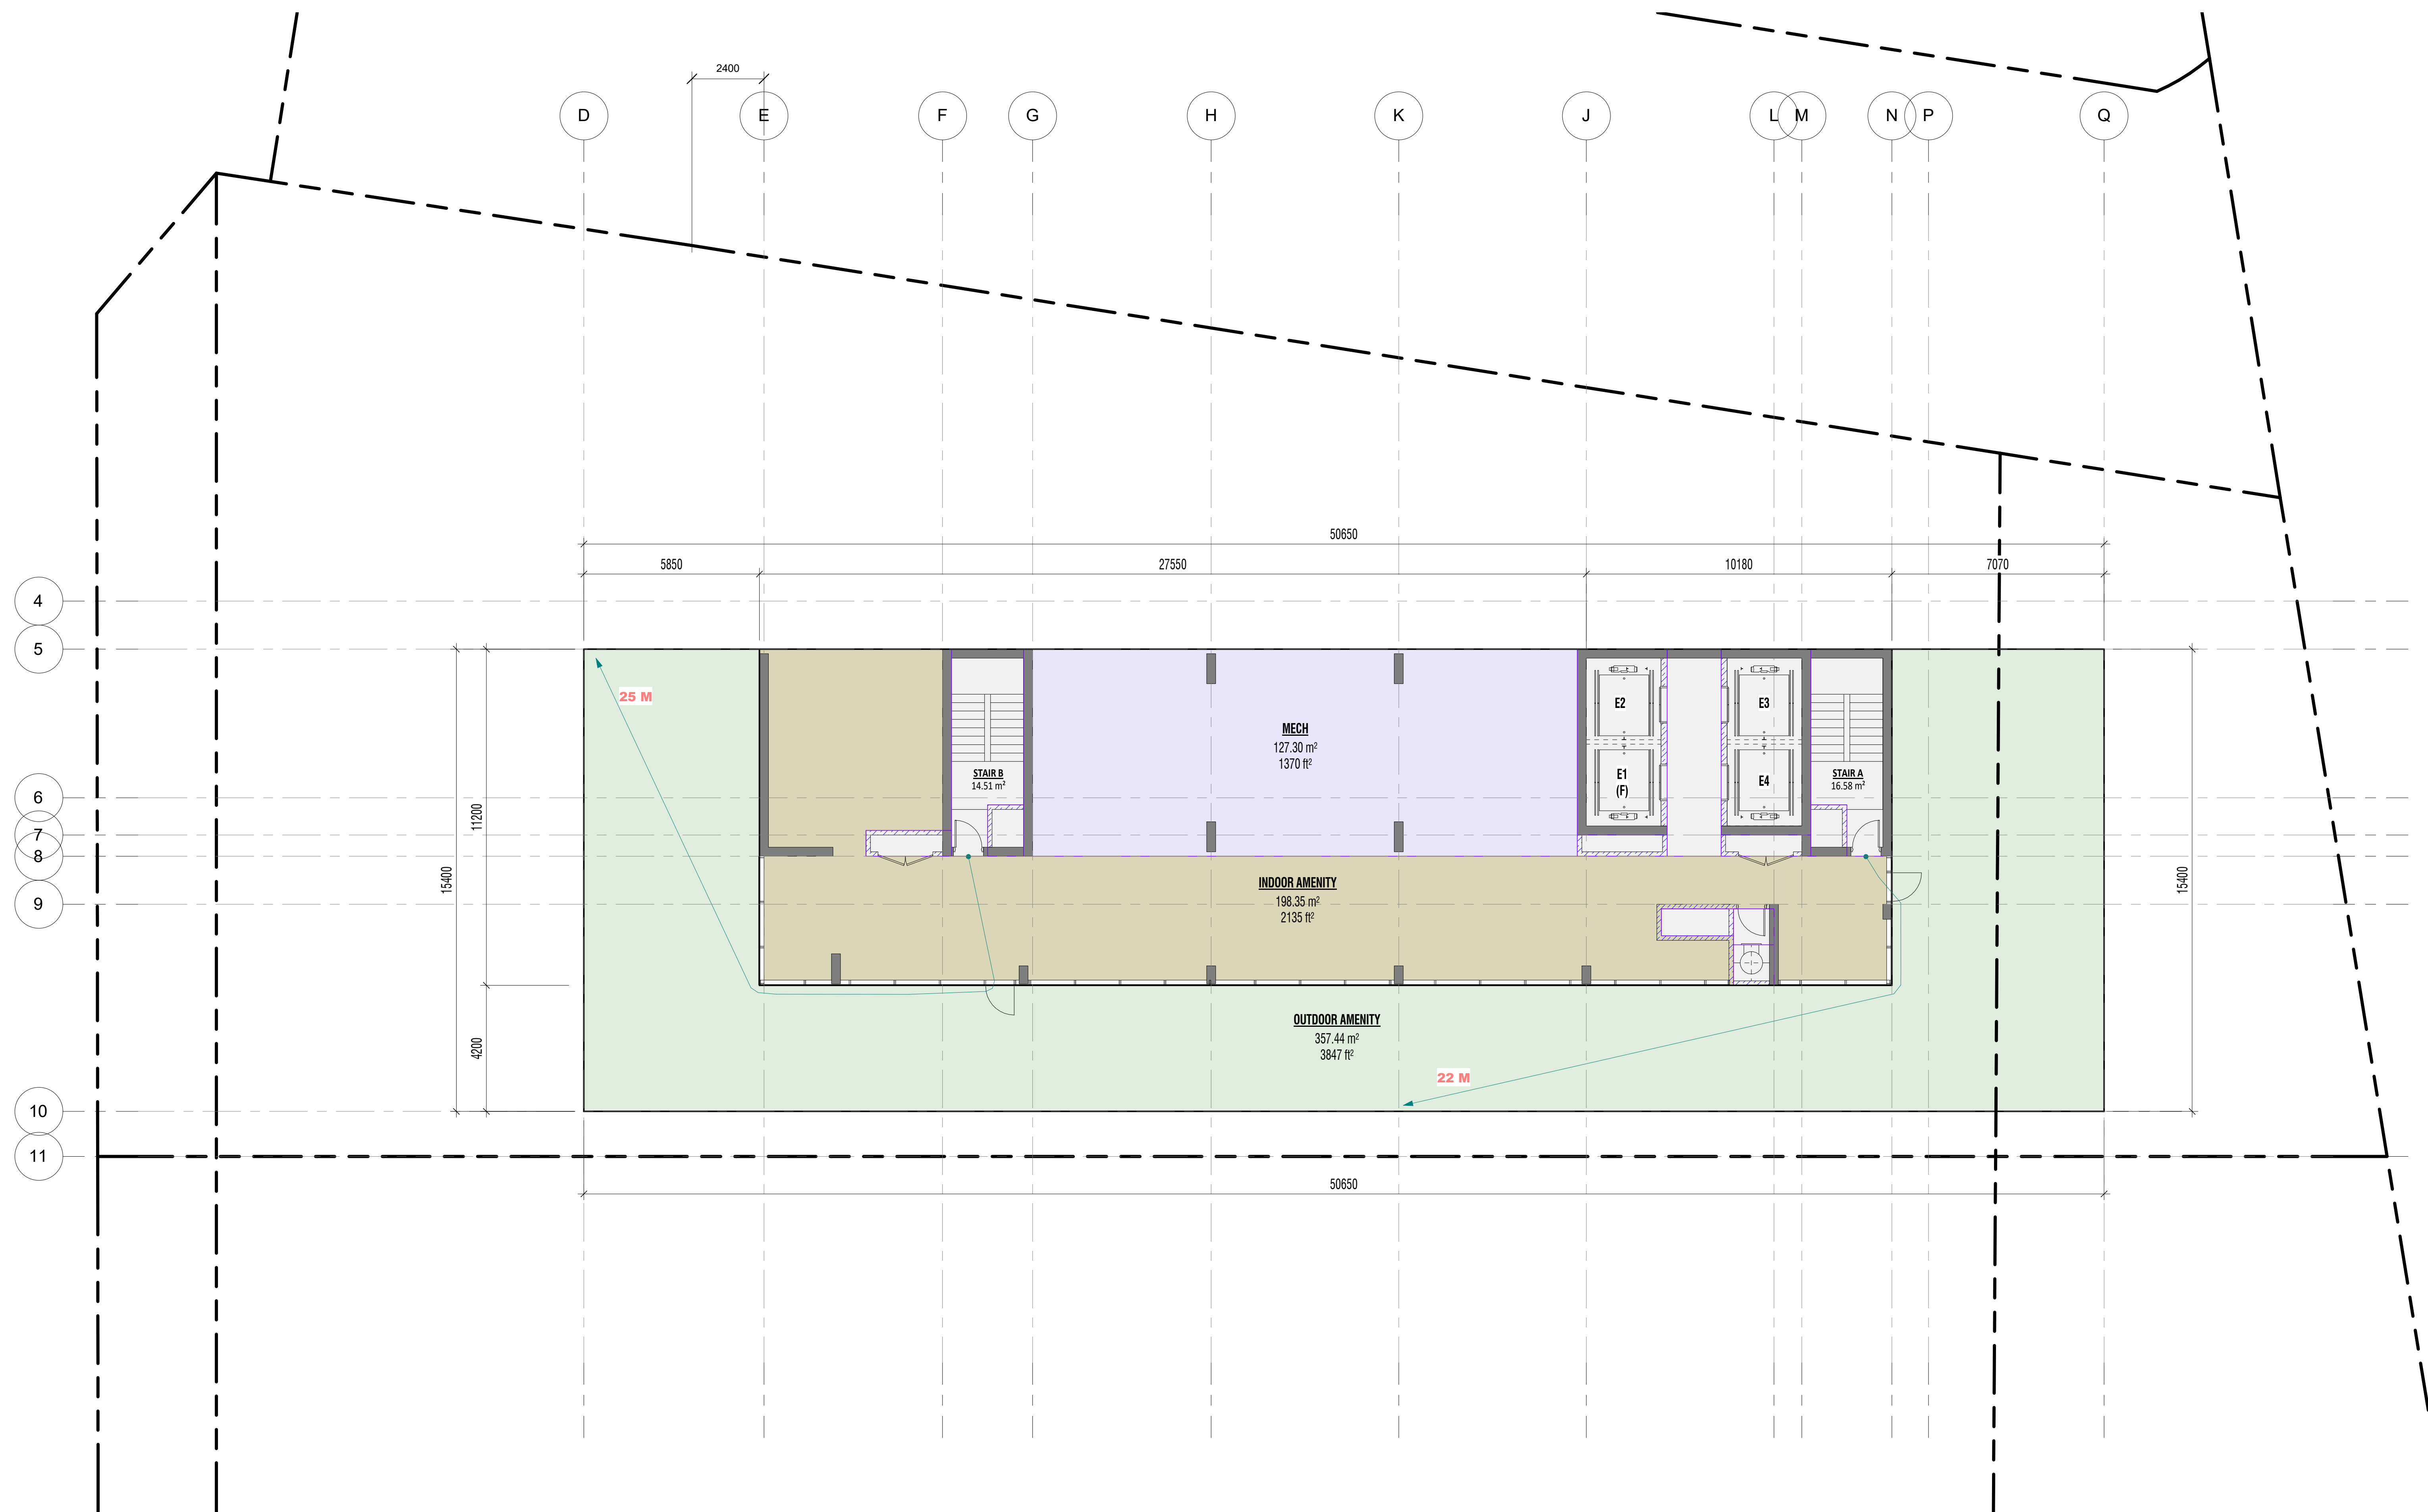 2400
D E F G H K J L M N P Q
50650
5850 27550 10180 7070
4
5
6
7
8
9
10
11
25 M
E2 E3
MECH
127.30 m²
1370 ft²
STAIR B
14.51 m²
E1
(F)
E4
STAIR A
16.58 m²
11200
15400
15400
INDOOR AMENITY
198.35 m²
2135 ft²
OUTDOOR AMENITY
357.44 m²
3847 ft²
4200
22 M
50650